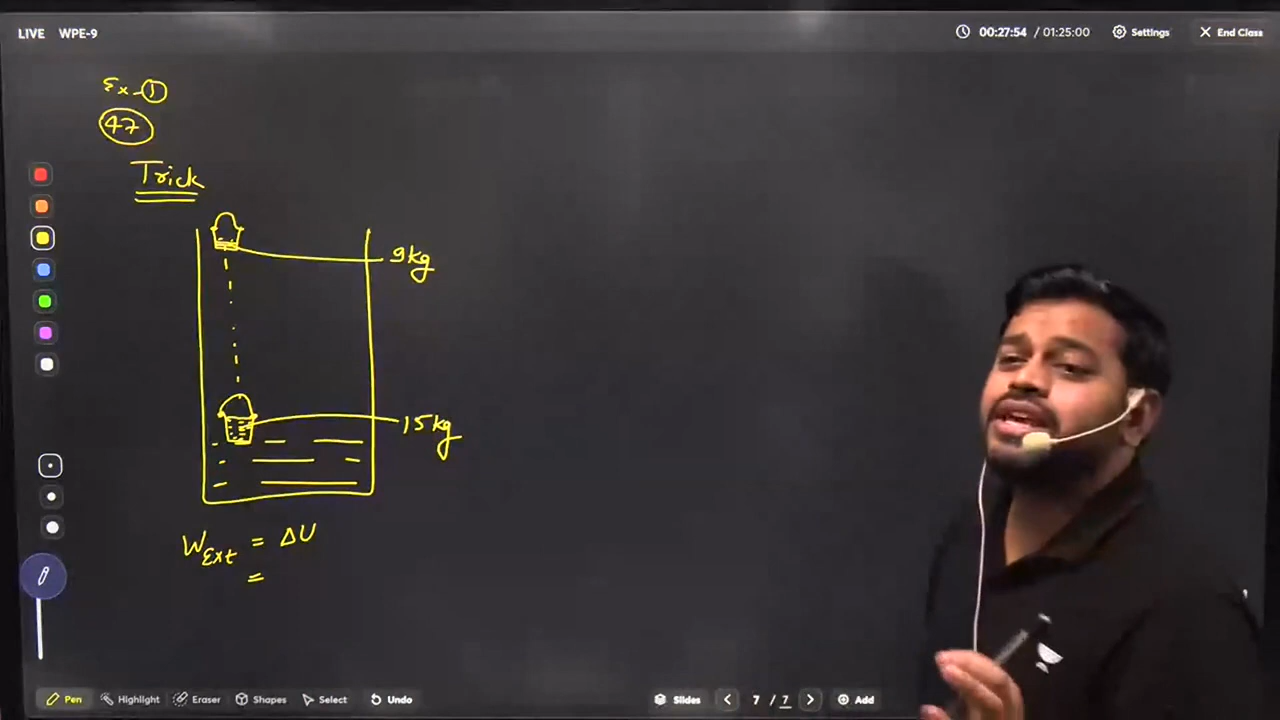 LIVE WPE-9
00:27:54 / 01:25:00 Settings End Class
Ex-①
47
Trick
9kg
15kg
W_Ext = ΔU
=
Pen Highlight Eraser Shapes Select Undo Slides 7 / 7 Add